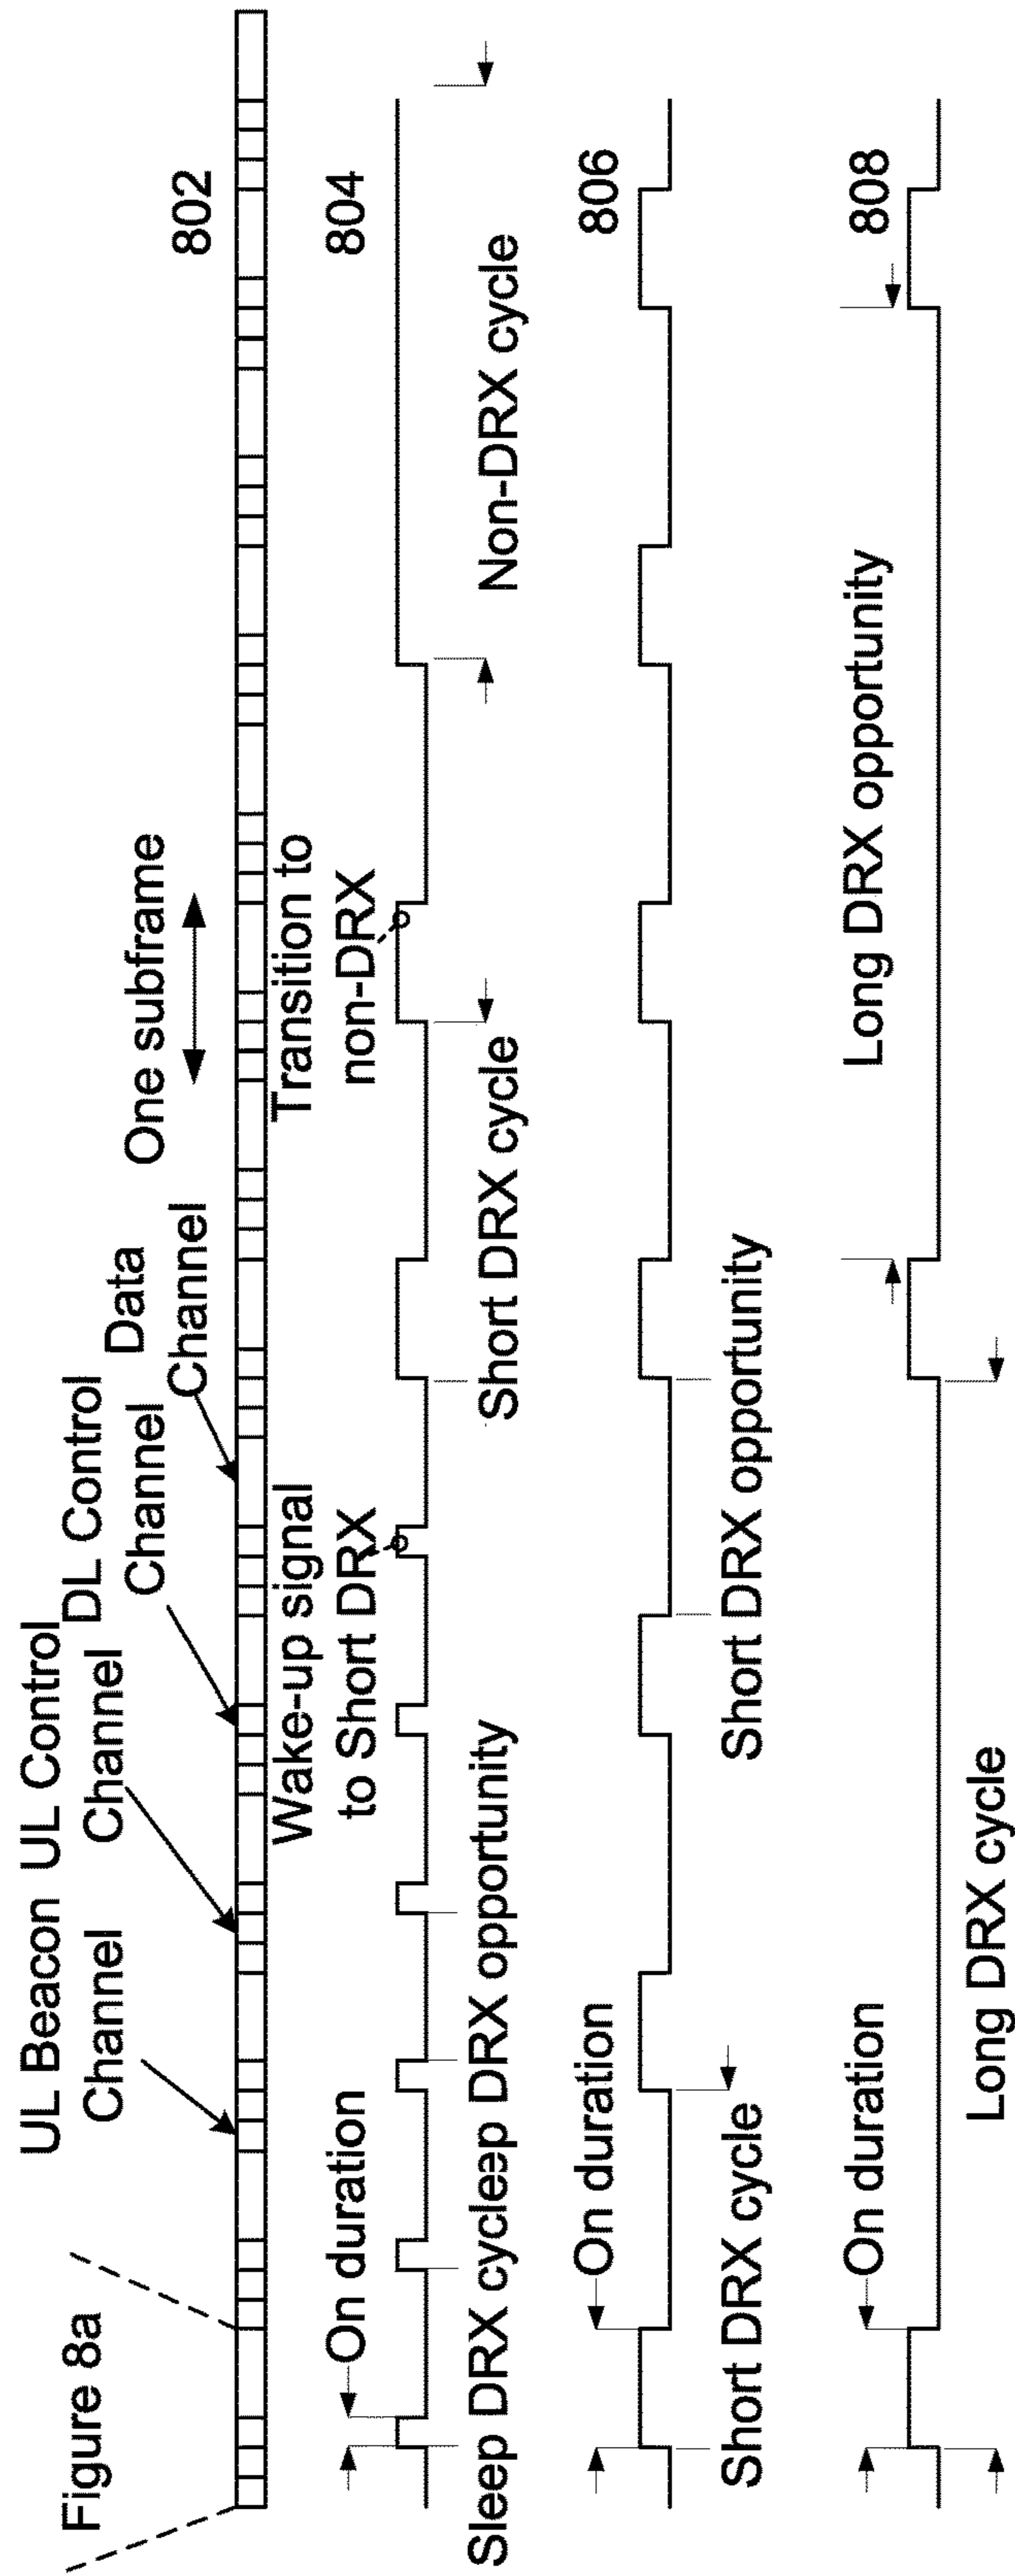 Figure 8a
UL Beacon
Channel
UL Control
Channel
DL Control
Channel
Data
Channel
One subframe
802
Wake-up signal
to Short DRX
Transition to
non-DRX
804
On duration
Sleep DRX cycleep DRX opportunity
Short DRX cycle
Non-DRX cycle
806
On duration
Short DRX cycle
Short DRX opportunity
808
On duration
Long DRX opportunity
Long DRX cycle